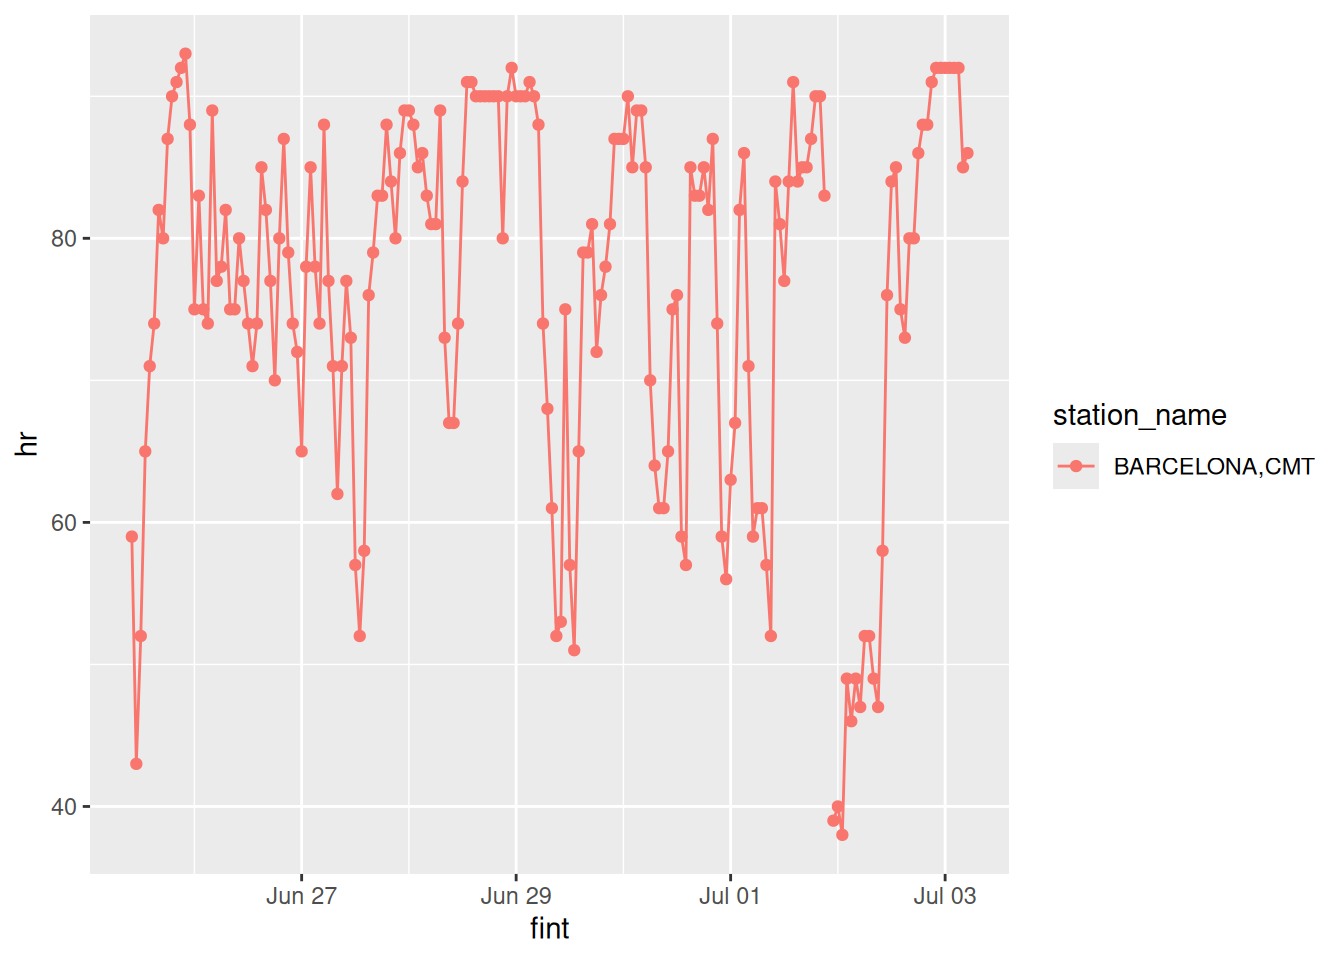 80
60
40
hr
Jun 27
Jun 29
Jul 01
Jul 03
fint
station_name
BARCELONA,CMT